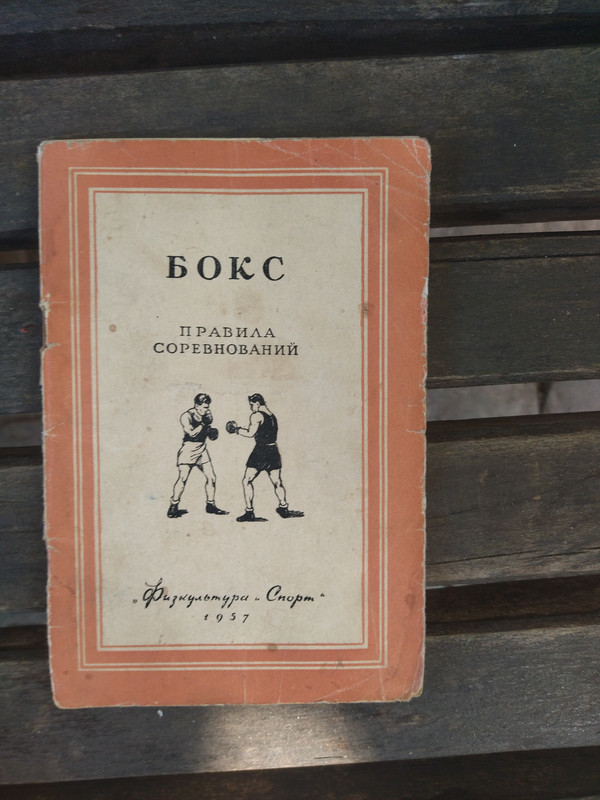 БОКС
ПРАВИЛА
СОРЕВНОВАНИЙ
„Физкультура и Спорт“
1957